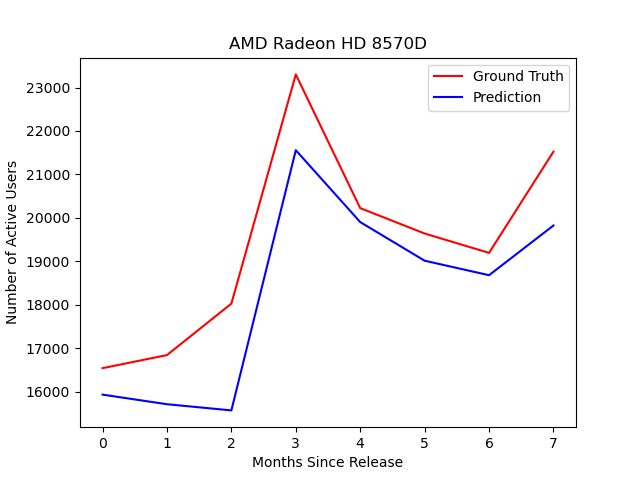 AMD Radeon HD 8570D
Ground Truth
Prediction
Number of Active Users
23000
22000
21000
20000
19000
18000
17000
16000
0 1 2 3 4 5 6 7
Months Since Release